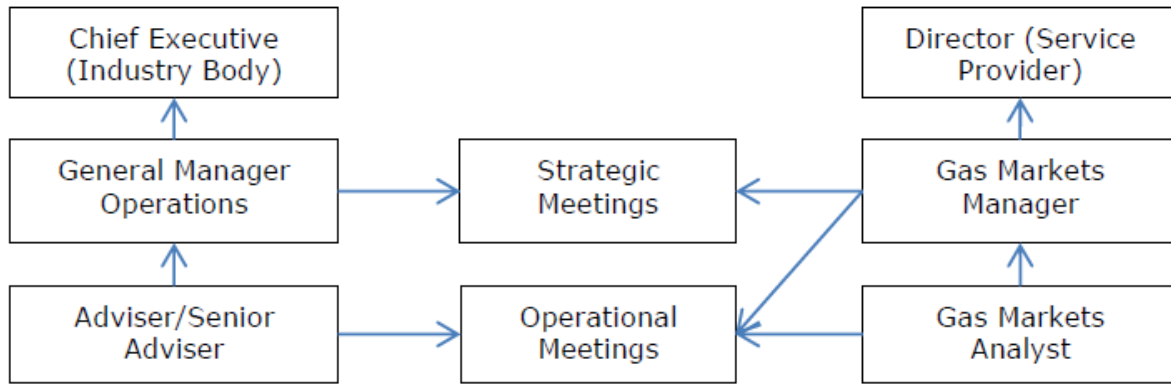 Chief Executive
(Industry Body)
Director (Service
Provider)
General Manager
Operations
Strategic
Meetings
Gas Markets
Manager
Adviser/Senior
Adviser
Operational
Meetings
Gas Markets
Analyst